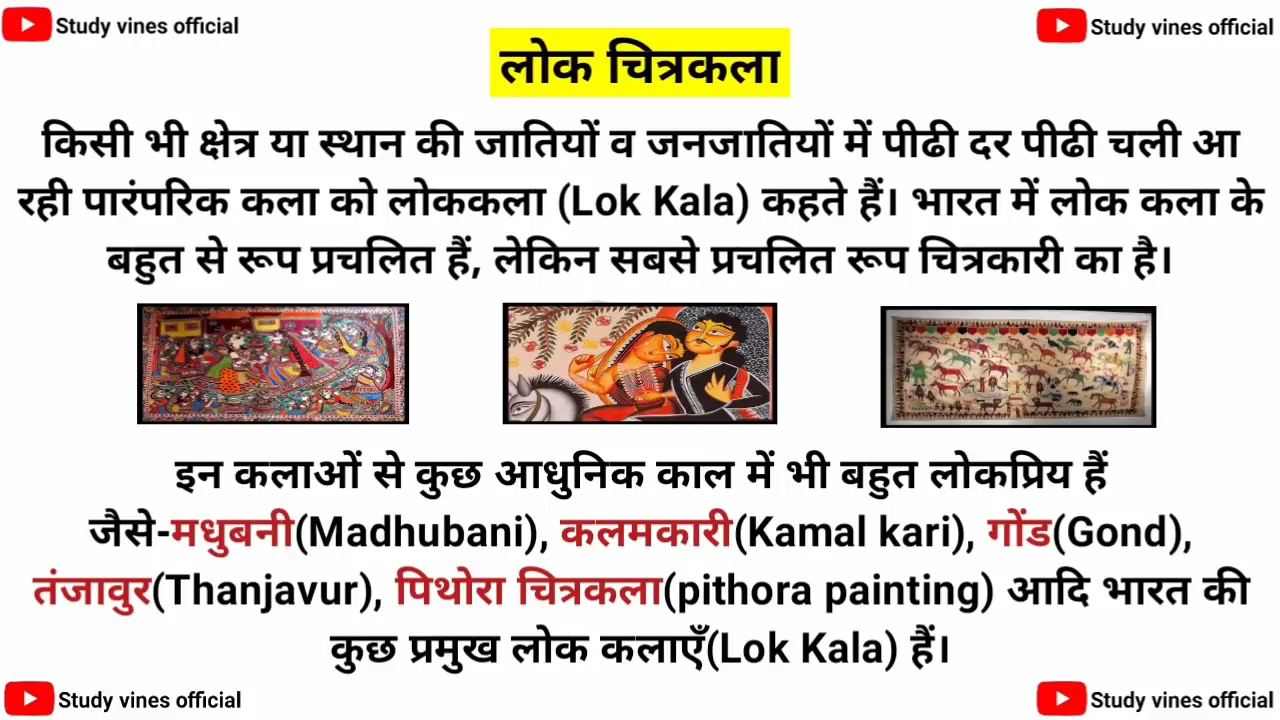 Study vines official
Study vines official
लोक चित्रकला
किसी भी क्षेत्र या स्थान की जातियों व जनजातियों में पीढी दर पीढी चली आ
रही पारंपरिक कला को लोककला (Lok Kala) कहते हैं। भारत में लोक कला के
बहुत से रूप प्रचलित हैं, लेकिन सबसे प्रचलित रूप चित्रकारी का है।
इन कलाओं से कुछ आधुनिक काल में भी बहुत लोकप्रिय हैं
जैसे-मधुबनी(Madhubani), कलमकारी(Kamal kari), गोंड(Gond),
तंजावुर(Thanjavur), पिथोरा चित्रकला(pithora painting) आदि भारत की
कुछ प्रमुख लोक कलाएँ(Lok Kala) हैं।
Study vines official
Study vines official